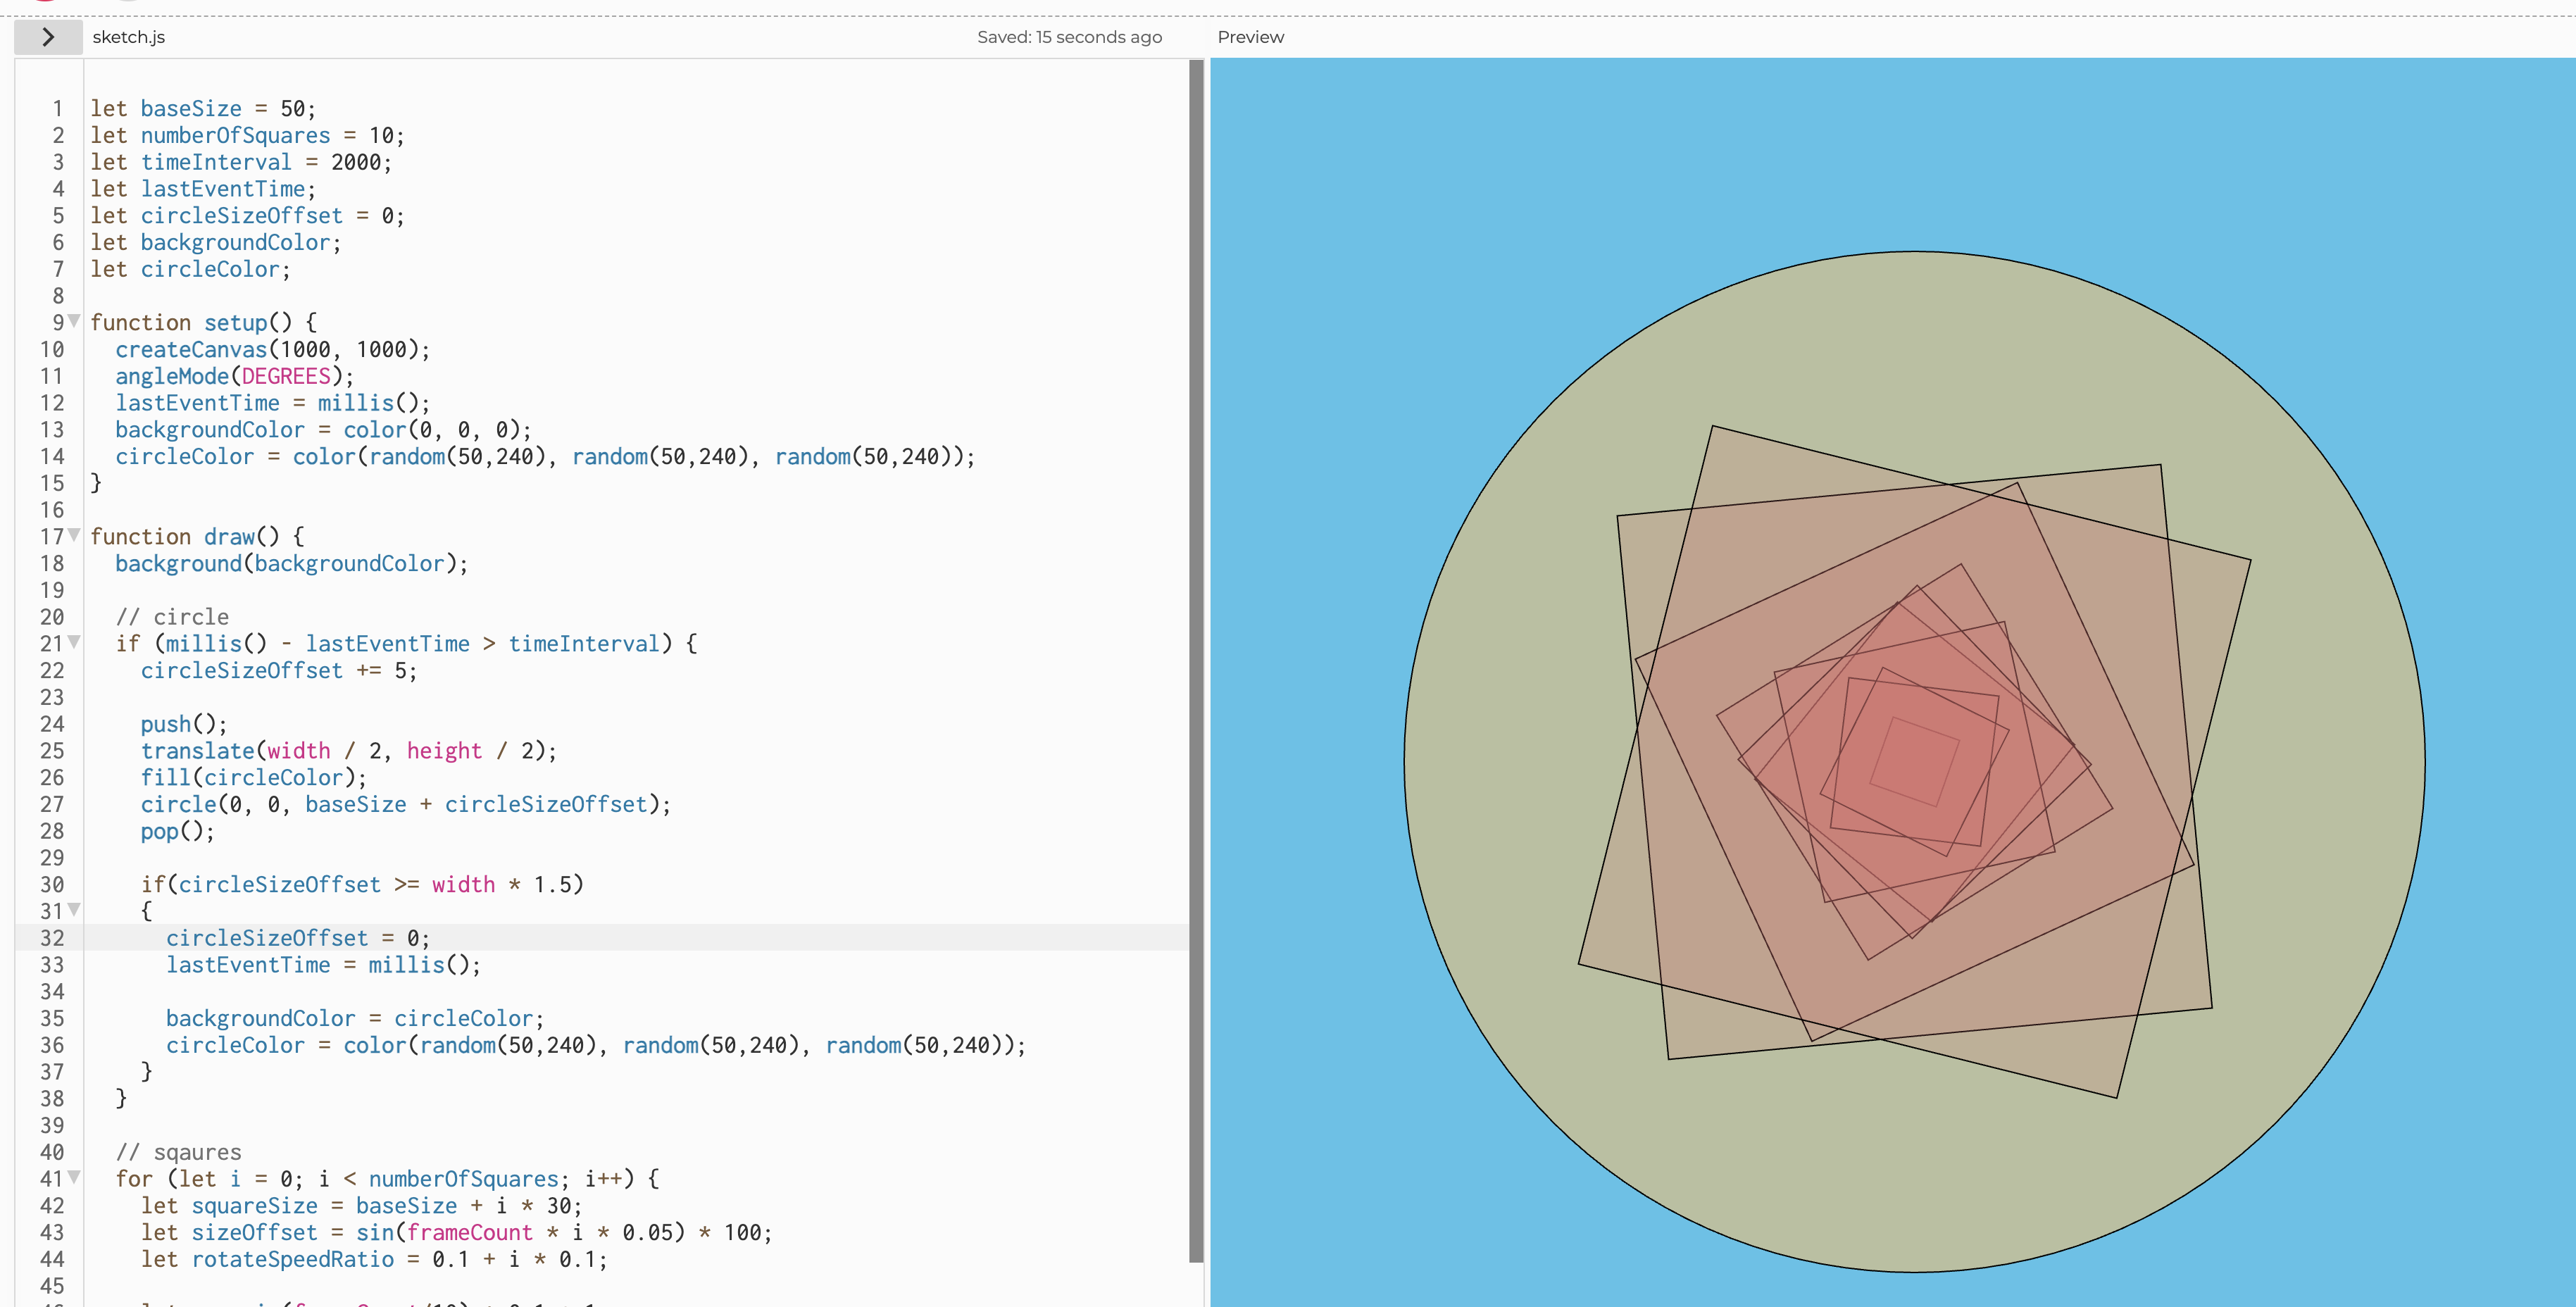 sketch.js
Saved: 15 seconds ago
Preview
1 let baseSize = 50;
2 let numberOfSquares = 10;
3 let timeInterval = 2000;
4 let lastEventTime;
5 let circleSizeOffset = 0;
6 let backgroundColor;
7 let circleColor;
8
9 function setup() {
10   createCanvas(1000, 1000);
11   angleMode(DEGREES);
12   lastEventTime = millis();
13   backgroundColor = color(0, 0, 0);
14   circleColor = color(random(50,240), random(50,240), random(50,240));
15 }
16
17 function draw() {
18   background(backgroundColor);
19
20   // circle
21   if (millis() - lastEventTime > timeInterval) {
22     circleSizeOffset += 5;
23
24     push();
25     translate(width / 2, height / 2);
26     fill(circleColor);
27     circle(0, 0, baseSize + circleSizeOffset);
28     pop();
29
30     if(circleSizeOffset >= width * 1.5)
31     {
32       circleSizeOffset = 0;
33       lastEventTime = millis();
34
35       backgroundColor = circleColor;
36       circleColor = color(random(50,240), random(50,240), random(50,240));
37     }
38   }
39
40   // sqaures
41   for (let i = 0; i < numberOfSquares; i++) {
42     let squareSize = baseSize + i * 30;
43     let sizeOffset = sin(frameCount * i * 0.05) * 100;
44     let rotateSpeedRatio = 0.1 + i * 0.1;
45